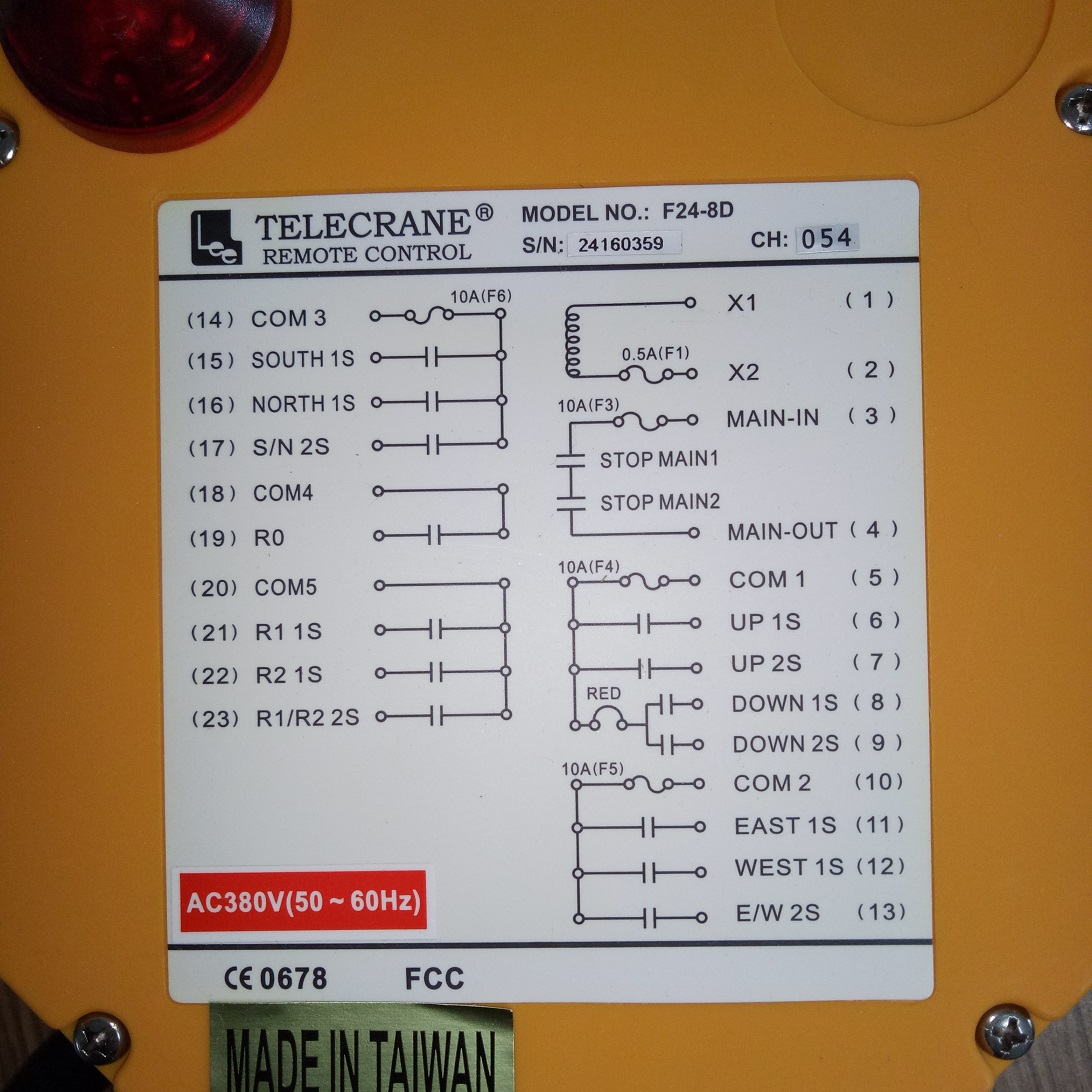 Lee
TELECRANE®
REMOTE CONTROL
MODEL NO.: F24-8D
S/N: 24160359
CH: 054
10A(F6)
(14) COM 3
(15) SOUTH 1S
(16) NORTH 1S
(17) S/N 2S
(18) COM4
(19) R0
(20) COM5
(21) R1 1S
(22) R2 1S
(23) R1/R2 2S
X1 (1)
0.5A(F1)
X2 (2)
10A(F3)
MAIN-IN (3)
STOP MAIN1
STOP MAIN2
MAIN-OUT (4)
10A(F4)
COM 1 (5)
UP 1S (6)
UP 2S (7)
RED
DOWN 1S (8)
DOWN 2S (9)
10A(F5)
COM 2 (10)
EAST 1S (11)
WEST 1S (12)
E/W 2S (13)
AC380V(50 ~ 60Hz)
CE 0678 FCC
MADE IN TAIWAN